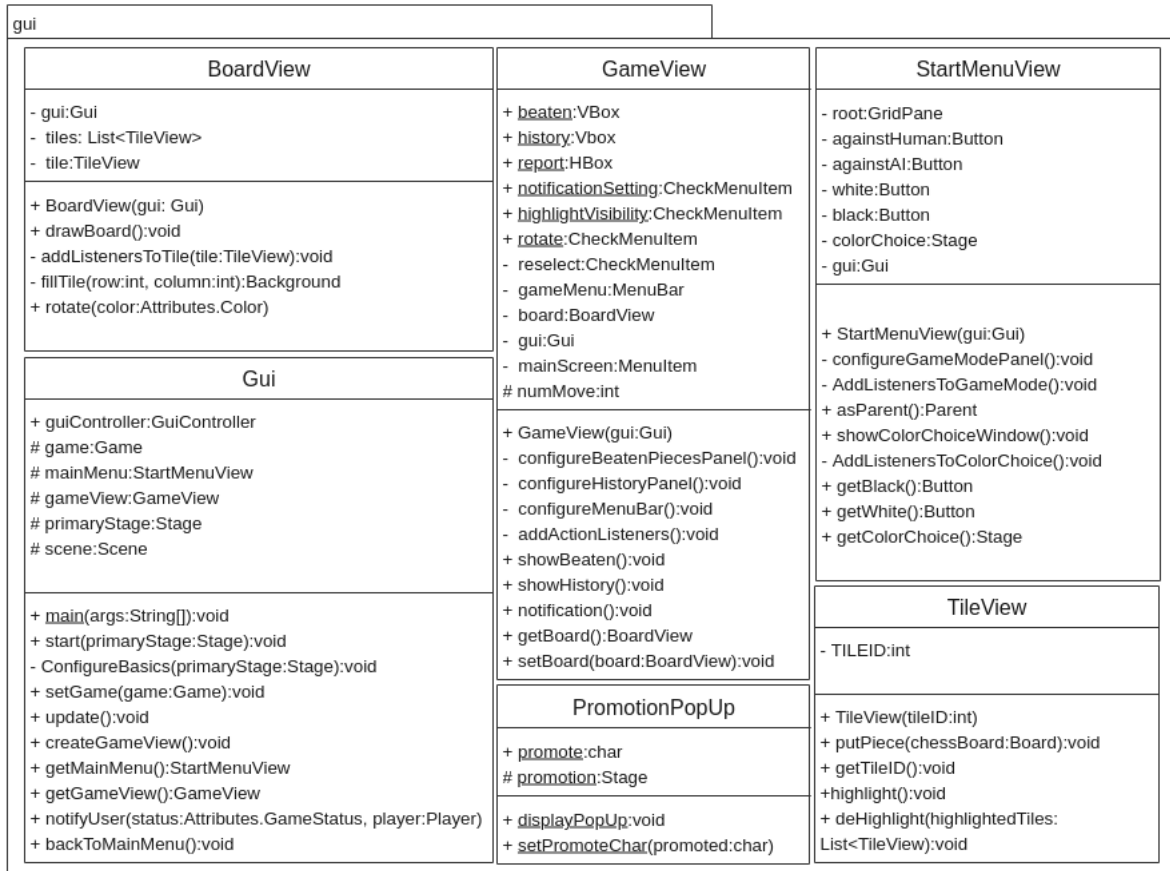 gui
BoardView
- gui:Gui
- tiles: List<TileView>
- tile:TileView
+ BoardView(gui: Gui)
+ drawBoard():void
- addListenersToTile(tile:TileView):void
- fillTile(row:int, column:int):Background
+ rotate(color:Attributes.Color)
Gui
+ guiController:GuiController
# game:Game
# mainMenu:StartMenuView
# gameView:GameView
# primaryStage:Stage
# scene:Scene
+ main(args:String[]):void
+ start(primaryStage:Stage):void
- ConfigureBasics(primaryStage:Stage):void
+ setGame(game:Game):void
+ update():void
+ createGameView():void
+ getMainMenu():StartMenuView
+ getGameView():GameView
+ notifyUser(status:Attributes.GameStatus, player:Player)
+ backToMainMenu():void
GameView
+ beaten:VBox
+ history:Vbox
+ report:HBox
+ notificationSetting:CheckMenuItem
+ highlightVisibility:CheckMenuItem
+ rotate:CheckMenuItem
- reselect:CheckMenuItem
- gameMenu:MenuBar
- board:BoardView
- gui:Gui
- mainScreen:MenuItem
# numMove:int
+ GameView(gui:Gui)
- configureBeatenPiecesPanel():void
- configureHistoryPanel():void
- configureMenuBar():void
- addActionListeners():void
+ showBeaten():void
+ showHistory():void
+ notification():void
+ getBoard():BoardView
+ setBoard(board:BoardView):void
PromotionPopUp
+ promote:char
# promotion:Stage
+ displayPopUp:void
+ setPromoteChar(promoted:char)
StartMenuView
- root:GridPane
- againstHuman:Button
- againstAI:Button
- white:Button
- black:Button
- colorChoice:Stage
- gui:Gui
+ StartMenuView(gui:Gui)
- configureGameModePanel():void
- AddListenersToGameMode():void
+ asParent():Parent
+ showColorChoiceWindow():void
- AddListenersToColorChoice():void
+ getBlack():Button
+ getWhite():Button
+ getColorChoice():Stage
TileView
- TILEID:int
+ TileView(tileID:int)
+ putPiece(chessBoard:Board):void
+ getTileID():void
+highlight():void
+ deHighlight(highlightedTiles:
List<TileView):void